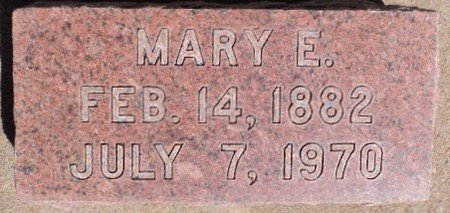 MARY E.
FEB. 14, 1882
JULY 7, 1970